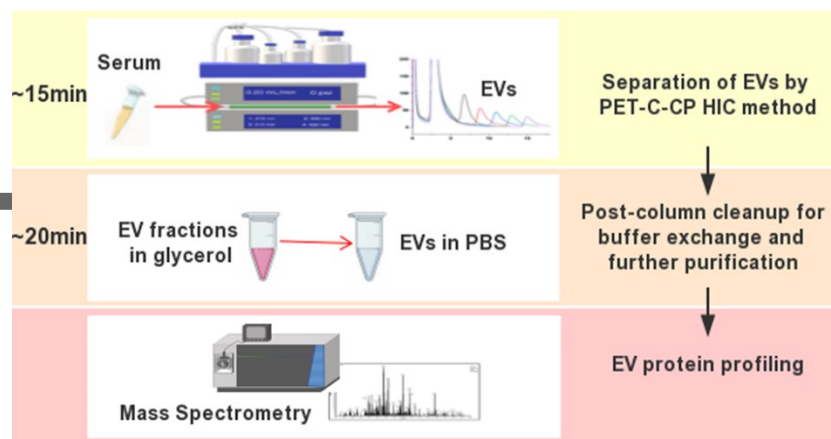 ~15min
Serum
EVs
Separation of EVs by
PET-C-CP HIC method
~20min
EV fractions
in glycerol
EVs in PBS
Post-column cleanup for
buffer exchange and
further purification
Mass Spectrometry
EV protein profiling